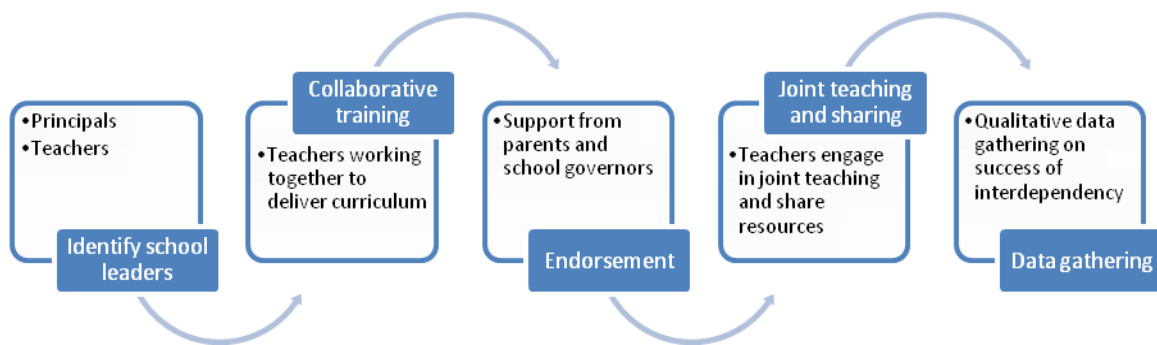 •Principals
•Teachers
Identify school
leaders
Collaborative
training
•Teachers working
together to
deliver curriculum
•Support from
parents and
school governors
Endorsement
Joint teaching
and sharing
•Teachers engage
in joint teaching
and share
resources
•Qualitative data
gathering on
success of
interdependency
Data gathering